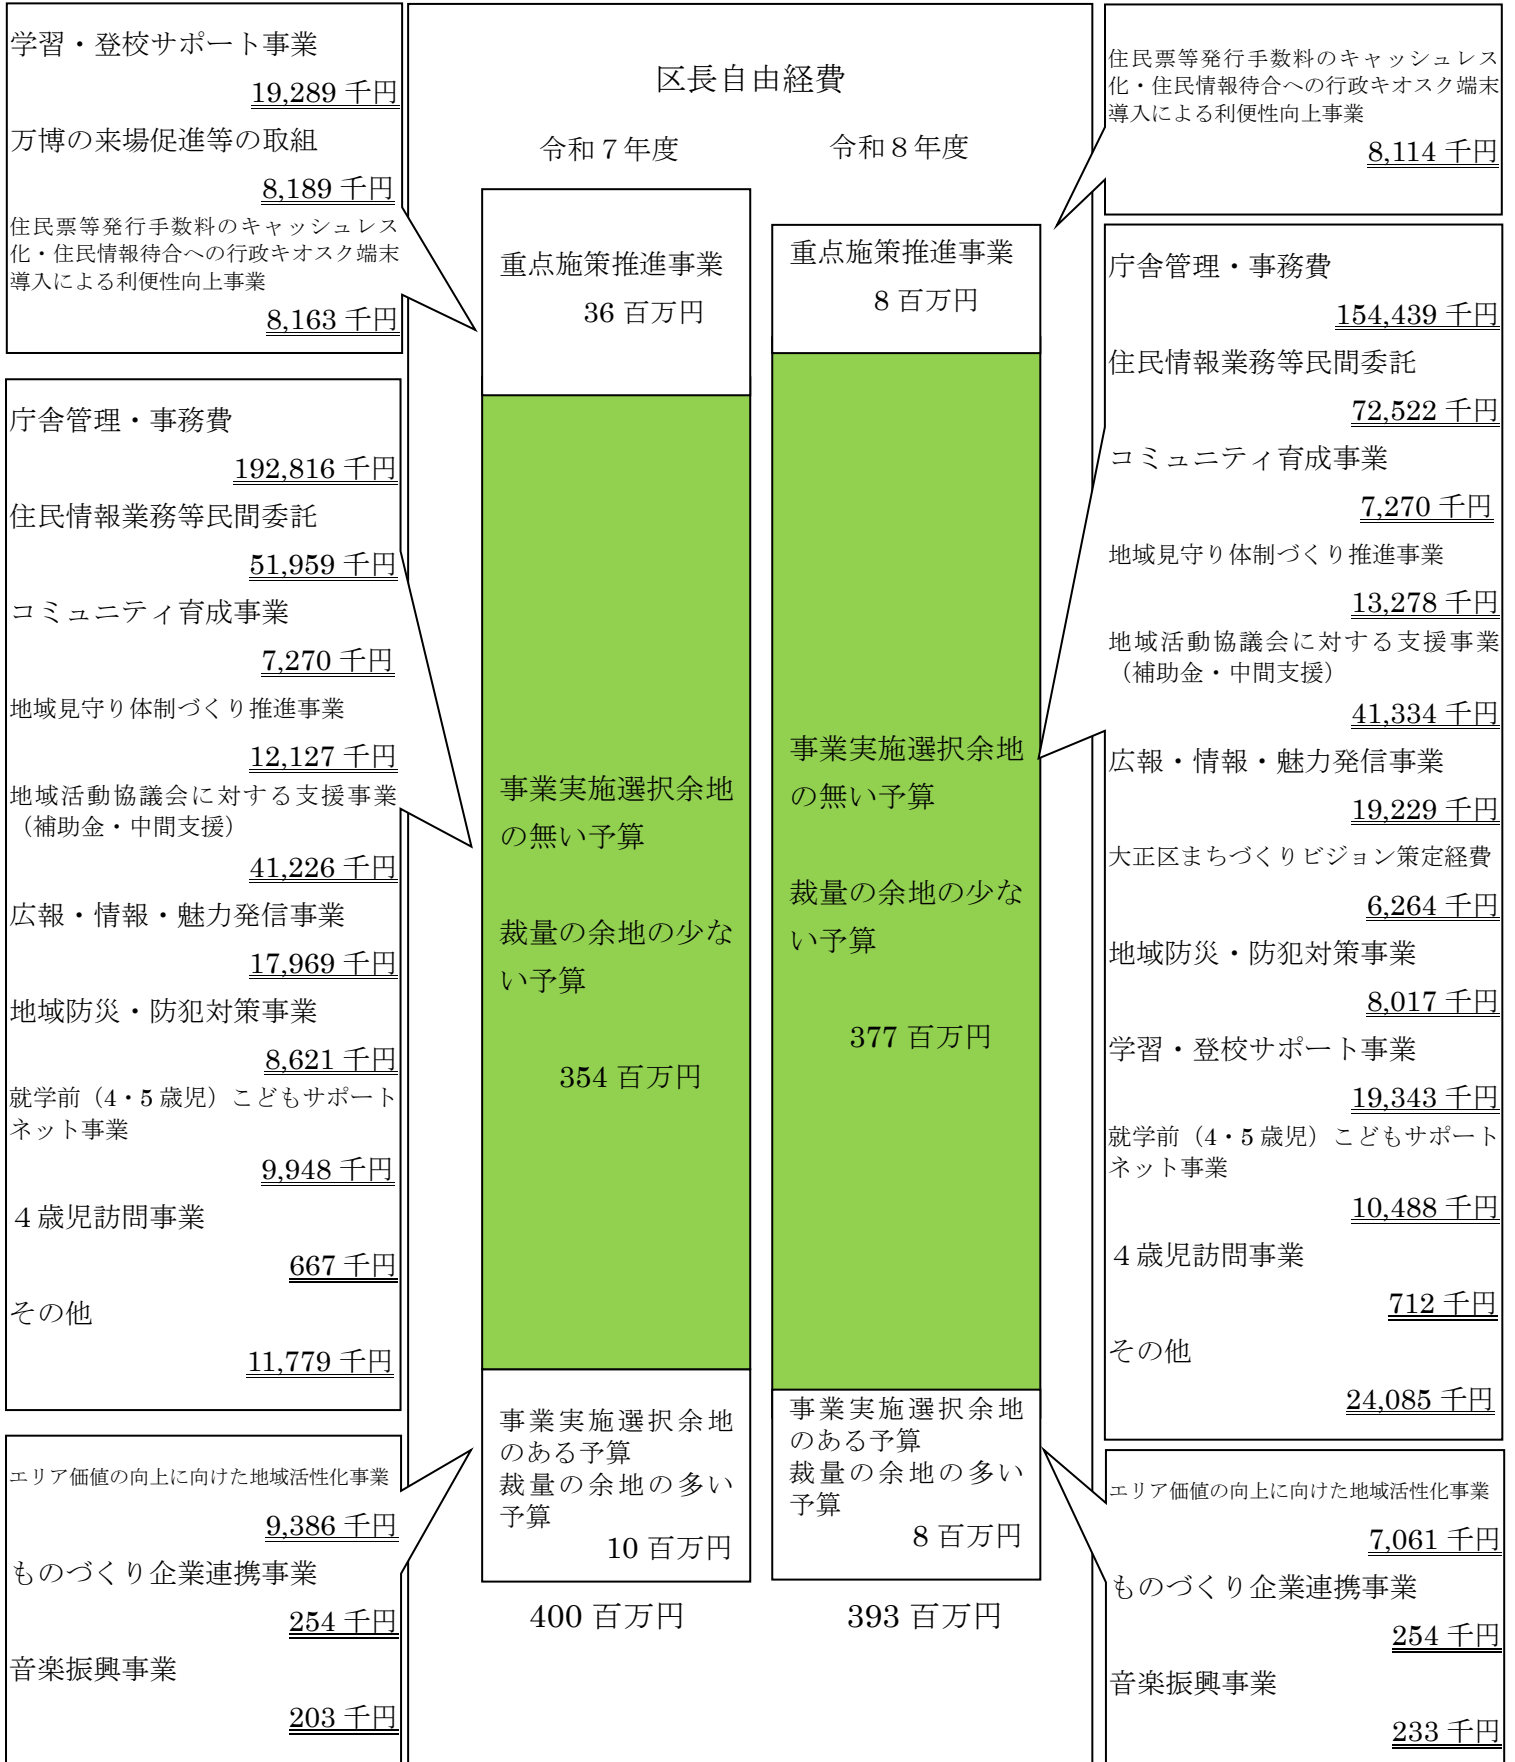 学習・登校サポート事業
19,289 千円
万博の来場促進等の取組
8,189 千円
住民票等発行手数料のキャッシュレス
化・住民情報待合への行政キオスク端末
導入による利便性向上事業
8,163 千円
庁舎管理・事務費
192,816 千円
住民情報業務等民間委託
51,959 千円
コミュニティ育成事業
7,270 千円
地域見守り体制づくり推進事業
12,127 千円
地域活動協議会に対する支援事業
（補助金・中間支援）
41,226 千円
広報・情報・魅力発信事業
17,969 千円
地域防災・防犯対策事業
8,621 千円
就学前（4・5 歳児）こどもサポート
ネット事業
9,948 千円
４歳児訪問事業
667 千円
その他
11,779 千円
エリア価値の向上に向けた地域活性化事業
9,386 千円
ものづくり企業連携事業
254 千円
音楽振興事業
203 千円
区長自由経費
令和７年度
重点施策推進事業
36 百万円
事業実施選択余地
の無い予算
裁量の余地の少な
い予算
354 百万円
事業実施選択余地
のある予算
裁量の余地の多い
予算
10 百万円
400 百万円
令和８年度
重点施策推進事業
8 百万円
事業実施選択余地
の無い予算
裁量の余地の少な
い予算
377 百万円
事業実施選択余地
のある予算
裁量の余地の多い
予算
8 百万円
393 百万円
住民票等発行手数料のキャッシュレス
化・住民情報待合への行政キオスク端末
導入による利便性向上事業
8,114 千円
庁舎管理・事務費
154,439 千円
住民情報業務等民間委託
72,522 千円
コミュニティ育成事業
7,270 千円
地域見守り体制づくり推進事業
13,278 千円
地域活動協議会に対する支援事業
（補助金・中間支援）
41,334 千円
広報・情報・魅力発信事業
19,229 千円
大正区まちづくりビジョン策定経費
6,264 千円
地域防災・防犯対策事業
8,017 千円
学習・登校サポート事業
19,343 千円
就学前（4・5 歳児）こどもサポート
ネット事業
10,488 千円
４歳児訪問事業
712 千円
その他
24,085 千円
エリア価値の向上に向けた地域活性化事業
7,061 千円
ものづくり企業連携事業
254 千円
音楽振興事業
233 千円